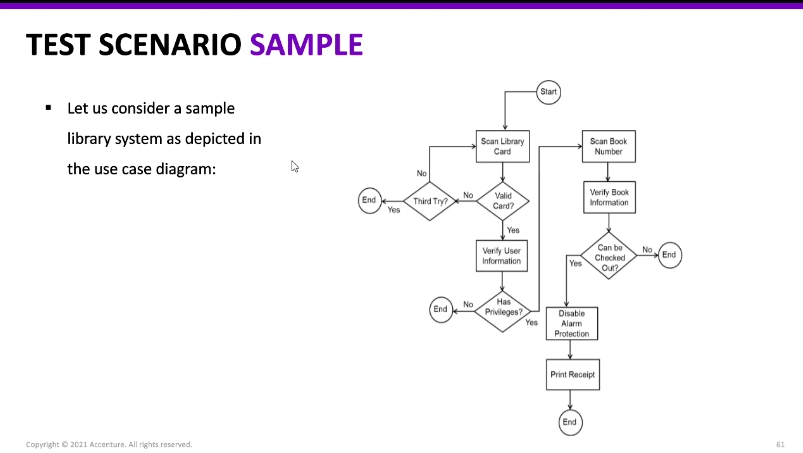 TEST SCENARIO SAMPLE
▪ Let us consider a sample
library system as depicted in
the use case diagram:
Start
Scan Library
Card
Scan Book
Number
No
End
Yes
Third Try?
No
Valid
Card?
Verify Book
Information
Yes
Verify User
Information
Can be
Checked
Out?
No
End
Yes
End
No
Has
Privileges?
Yes
Disable
Alarm
Protection
Print Receipt
End
Copyright © 2021 Accenture. All rights reserved.
61